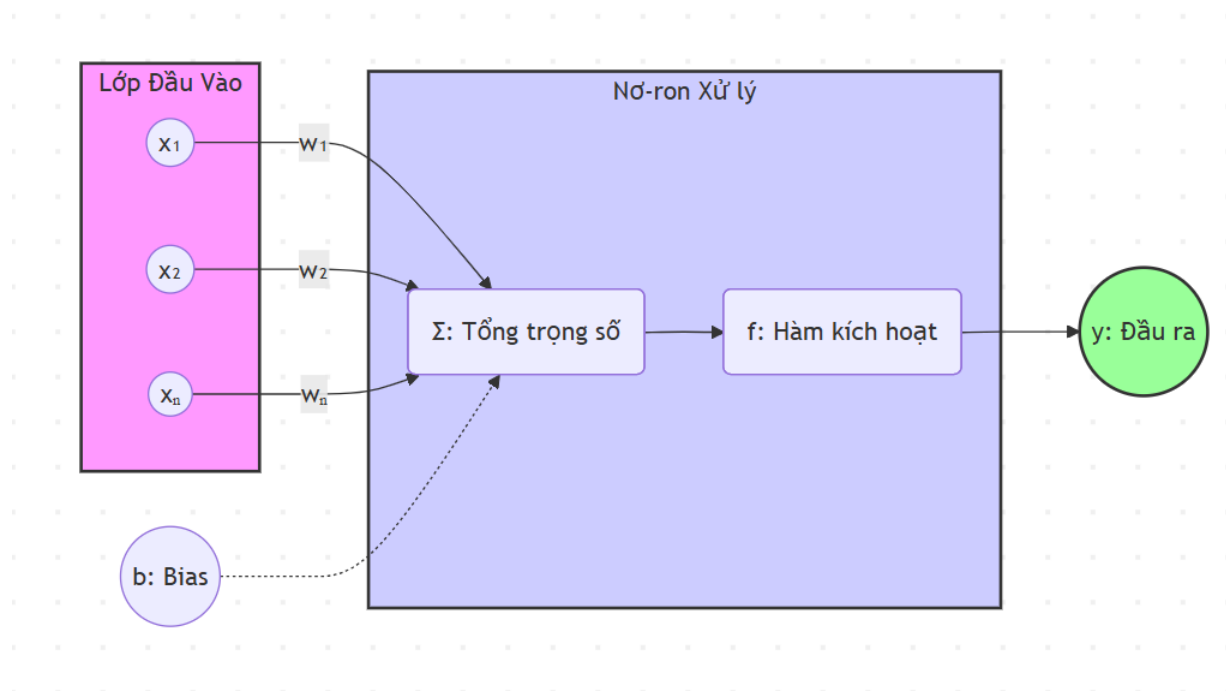 Lớp Đầu Vào
Nơ-ron Xử lý
x₁
w₁
x₂
w₂
Σ: Tổng trọng số
f: Hàm kích hoạt
y: Đầu ra
xₙ
wₙ
b: Bias